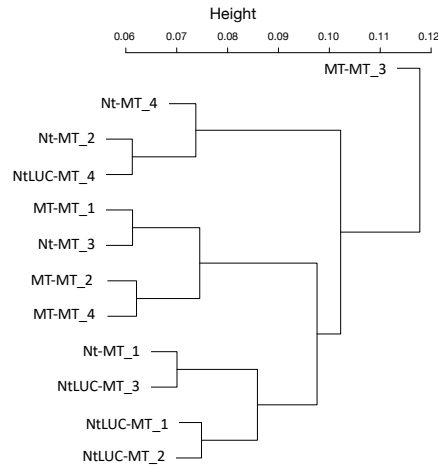 Height
0.06 0.07 0.08 0.09 0.10 0.11 0.12
MT-MT_3
Nt-MT_4
Nt-MT_2
NtLUC-MT_4
MT-MT_1
Nt-MT_3
MT-MT_2
MT-MT_4
Nt-MT_1
NtLUC-MT_3
NtLUC-MT_1
NtLUC-MT_2